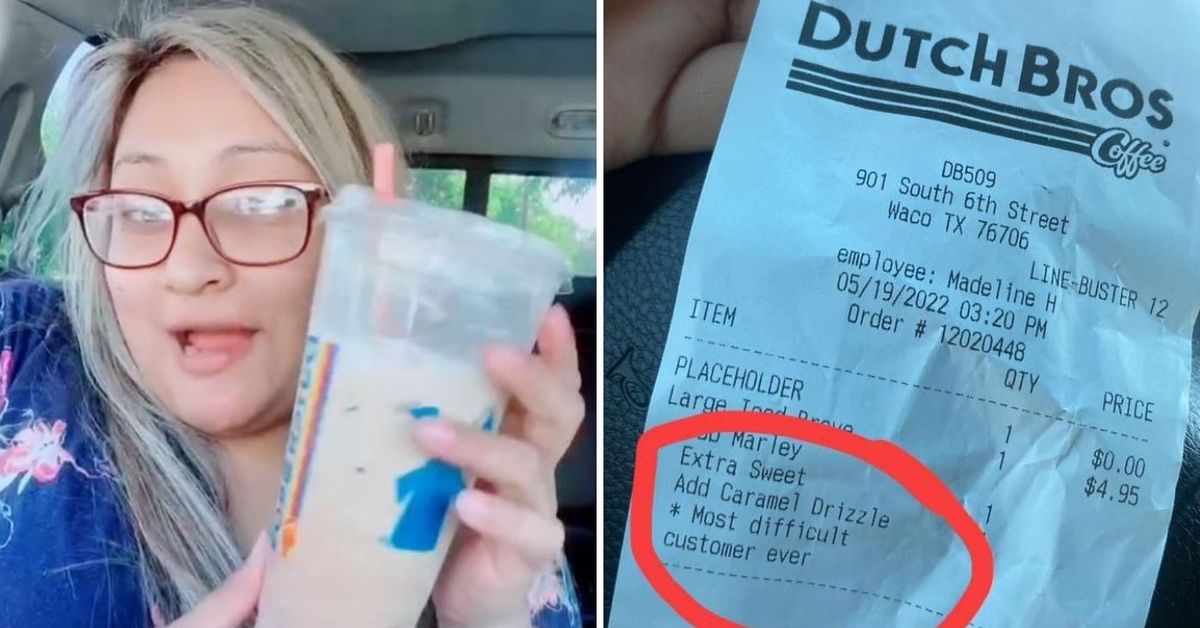 DUTCH BROS
Coffee
DB509
901 South 6th Street
Waco TX 76706
LINE-BUSTER 12
employee: Madeline H
05/19/2022 03:20 PM
Order # 12020448
ITEM QTY PRICE
PLACEHOLDER 1 $0.00
Large Iced 1 $4.95
Marley
Extra Sweet 1
Add Caramel Drizzle
* Most difficult
customer ever